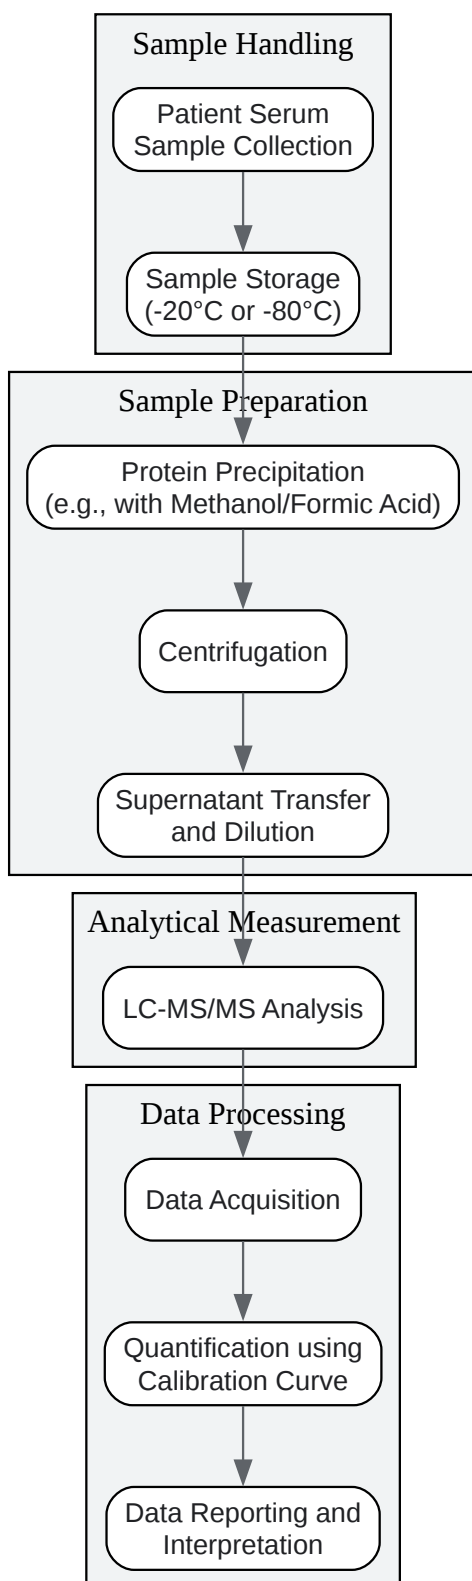 Sample Handling
Patient Serum
Sample Collection
Sample Storage
(-20°C or -80°C)
Sample Preparation
Protein Precipitation
(e.g., with Methanol/Formic Acid)
Centrifugation
Supernatant Transfer
and Dilution
Analytical Measurement
LC-MS/MS Analysis
Data Processing
Data Acquisition
Quantification using
Calibration Curve
Data Reporting and
Interpretation